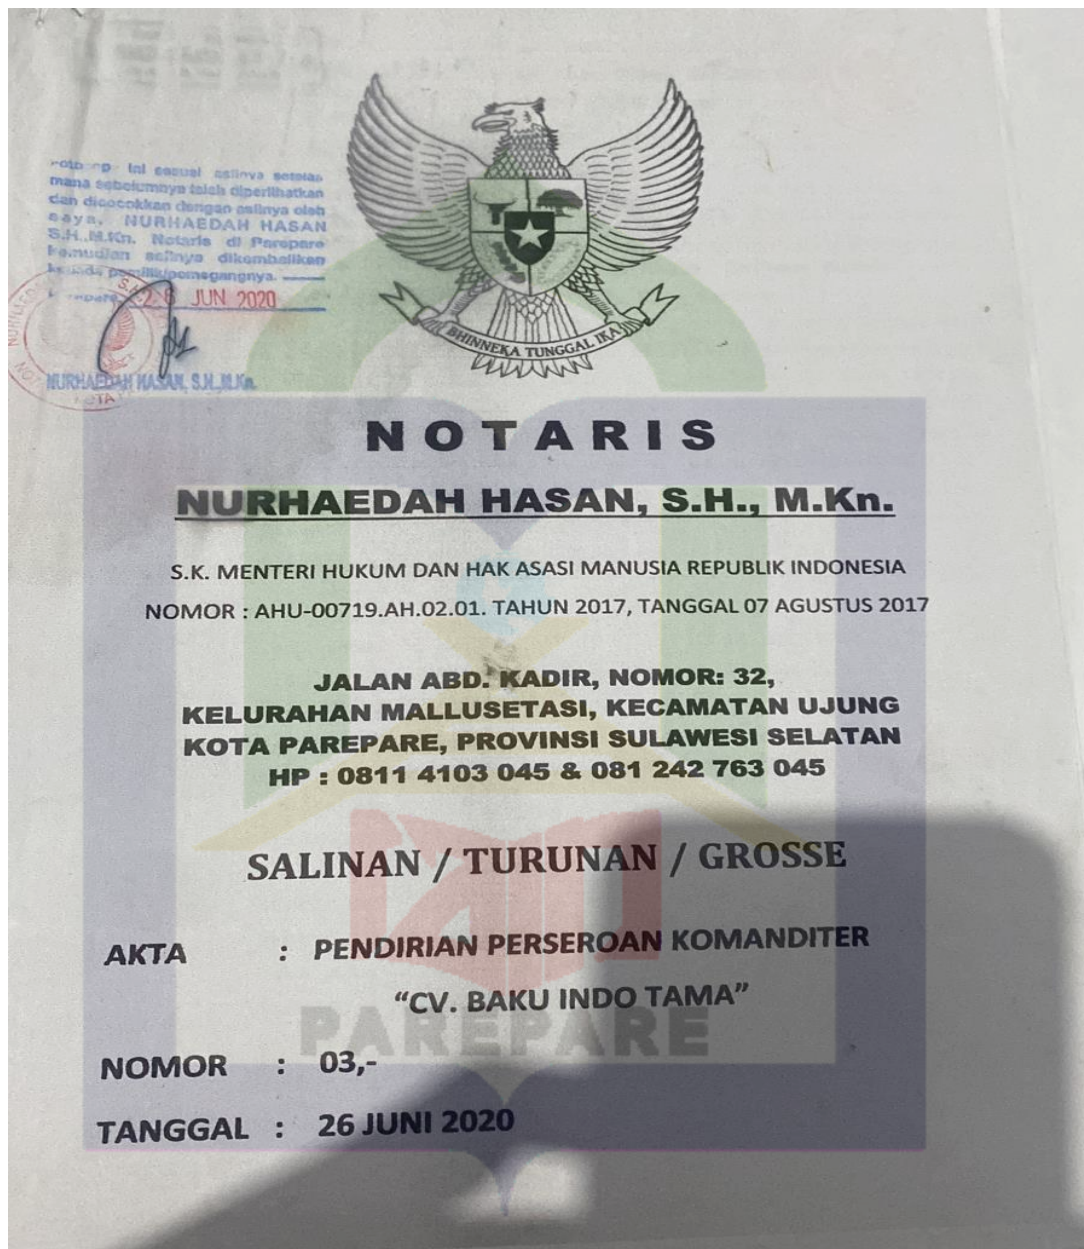 ini sesuai aslinya setelah
mana sebelumnya telah diperlihatkan
dan dicocokkan dengan aslinya oleh
saya, NURHAEDAH HASAN
S.H.,M.Kn. Notaris di Parepare
kemudian aslinya dikembalikan
kepada pemilik/pemegangnya.
JUN 2020
NURHAEDAH HASAN, S.H.,M.Kn.
BHINNEKA TUNGGAL IKA
NOTARIS
NURHAEDAH HASAN, S.H., M.Kn.
S.K. MENTERI HUKUM DAN HAK ASASI MANUSIA REPUBLIK INDONESIA
NOMOR : AHU-00719.AH.02.01. TAHUN 2017, TANGGAL 07 AGUSTUS 2017
JALAN ABD. KADIR, NOMOR: 32,
KELURAHAN MALLUSETASI, KECAMATAN UJUNG
KOTA PAREPARE, PROVINSI SULAWESI SELATAN
HP : 0811 4103 045 & 081 242 763 045
SALINAN / TURUNAN / GROSSE
AKTA : PENDIRIAN PERSEROAN KOMANDITER
“CV. BAKU INDO TAMA”
PAREPARE
NOMOR : 03,-
TANGGAL : 26 JUNI 2020